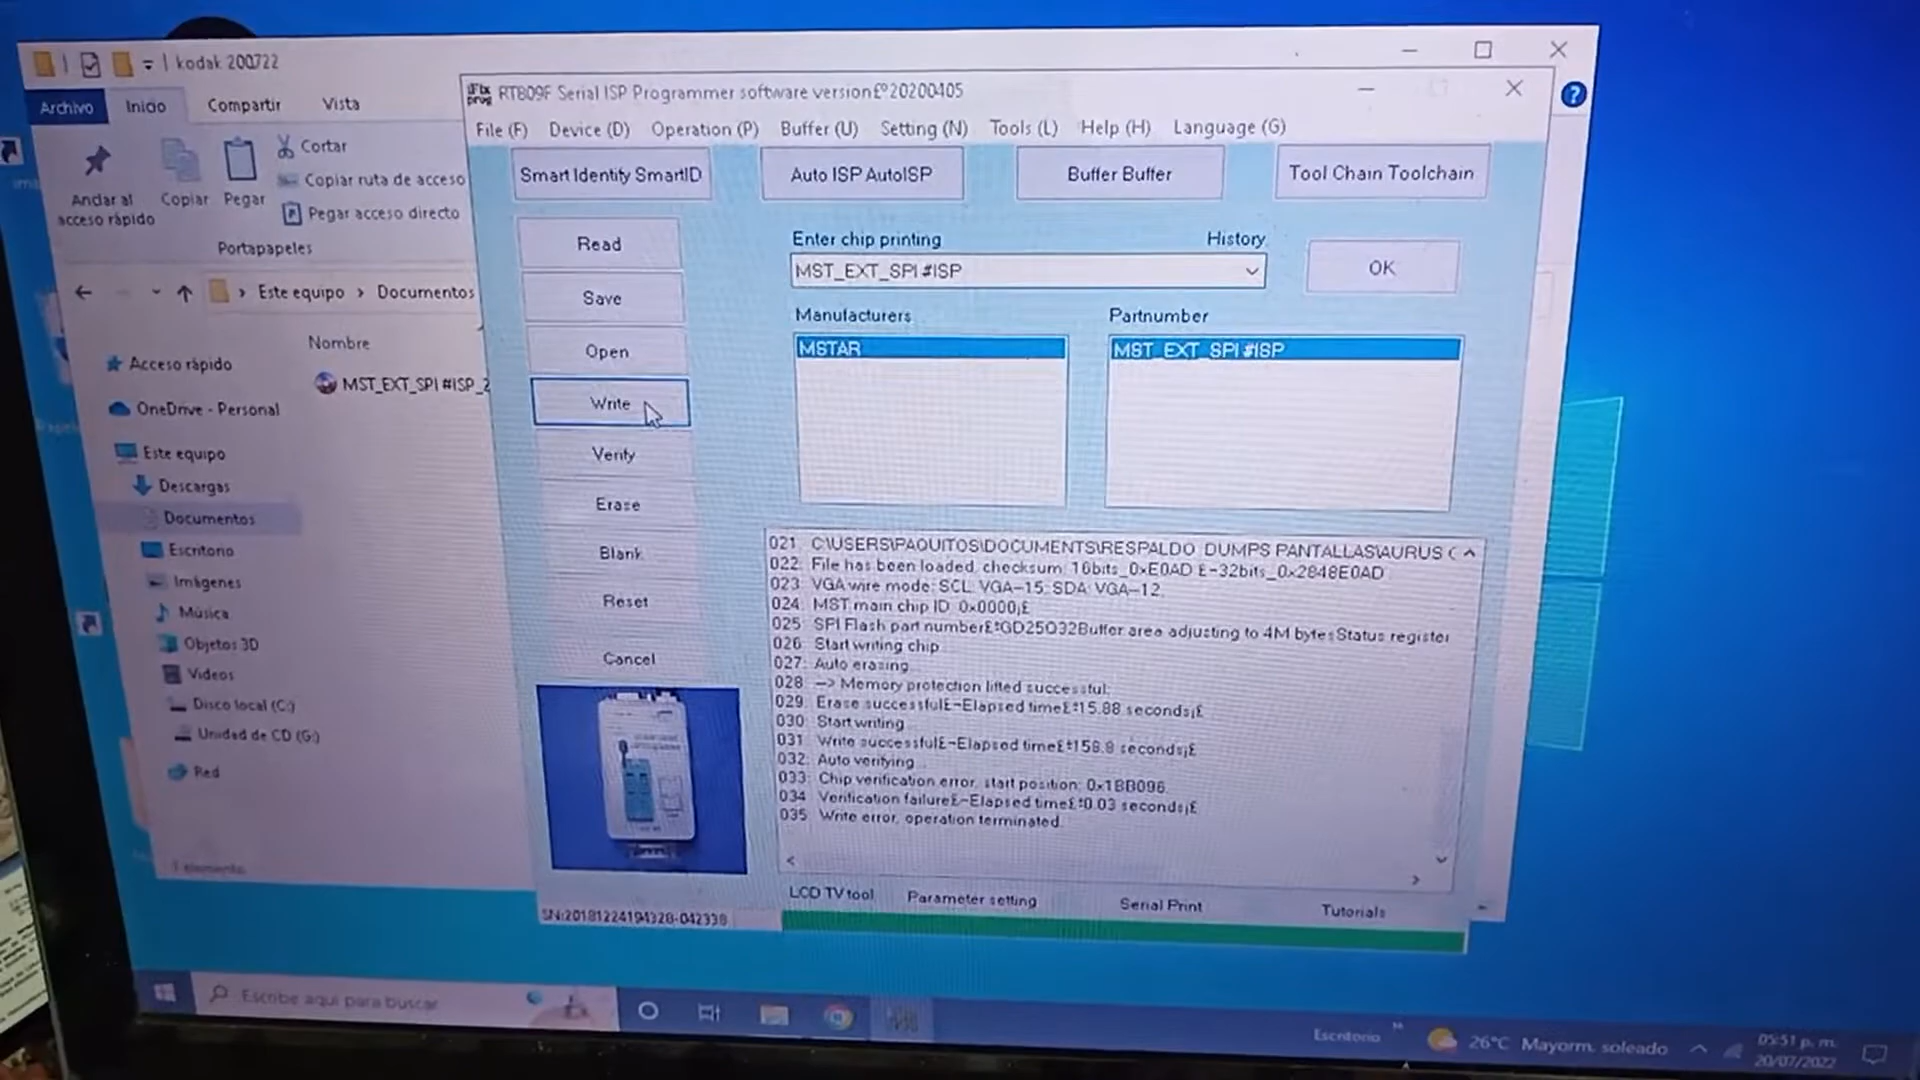 kodak 200722
RT809F Serial ISP Programmer software version£º20200405
Archivo Inicio Compartir Vista
File (F) Device (D) Operation (P) Buffer (U) Setting (N) Tools (L) Help (H) Language (G)
Andar al acceso rápido
Copiar
Pegar
Cortar
Copiar ruta de acceso
Pegar acceso directo
Portapapeles
Este equipo > Documentos
Nombre
MST_EXT_SPI #ISP_2
Acceso rápido
OneDrive - Personal
Este equipo
Descargas
Documentos
Escritorio
Imágenes
Música
Objetos 3D
Videos
Disco local (C:)
Unidad de CD (G:)
Red
1 elemento
Smart Identity SmartID
Auto ISP AutoISP
Buffer Buffer
Tool Chain Toolchain
Read
Save
Open
Write
Verify
Erase
Blank
Reset
Cancel
Enter chip printing
History
MST_EXT_SPI #ISP
OK
Manufacturers
Partnumber
MSTAR
MST_EXT_SPI #ISP
021: C:\USERS\PAQUITOS\DOCUMENTS\RESPALDO DUMPS PANTALLAS\AURUS
022: File has been loaded, checksum: 16bits_0xE0AD £¬32bits_0x2848E0AD
023: VGA wire mode: SCL: VGA-15; SDA: VGA-12.
024: MST main chip ID: 0x0000¡£
025: SPI Flash part number£ºGD25Q32Buffer area adjusting to 4M bytesStatus register
026: Start writing chip...
027: Auto erasing...
028: --> Memory protection lifted successful;
029: Erase successful£¬Elapsed time£º15.88 seconds¡£
030: Start writing...
031: Write successful£¬Elapsed time£º158.8 seconds¡£
032: Auto verifying...
033: Chip verification error, start position: 0x1BB096.
034: Verification failure£¬Elapsed time£º0.03 seconds¡£
035: Write error, operation terminated.
LCD TV tool Parameter setting Serial Print Tutorials
SN:20181224194328-042338
Escribe aquí para buscar
Escritorio
26°C Mayorm. soleado
05:51 p. m.
20/07/2022